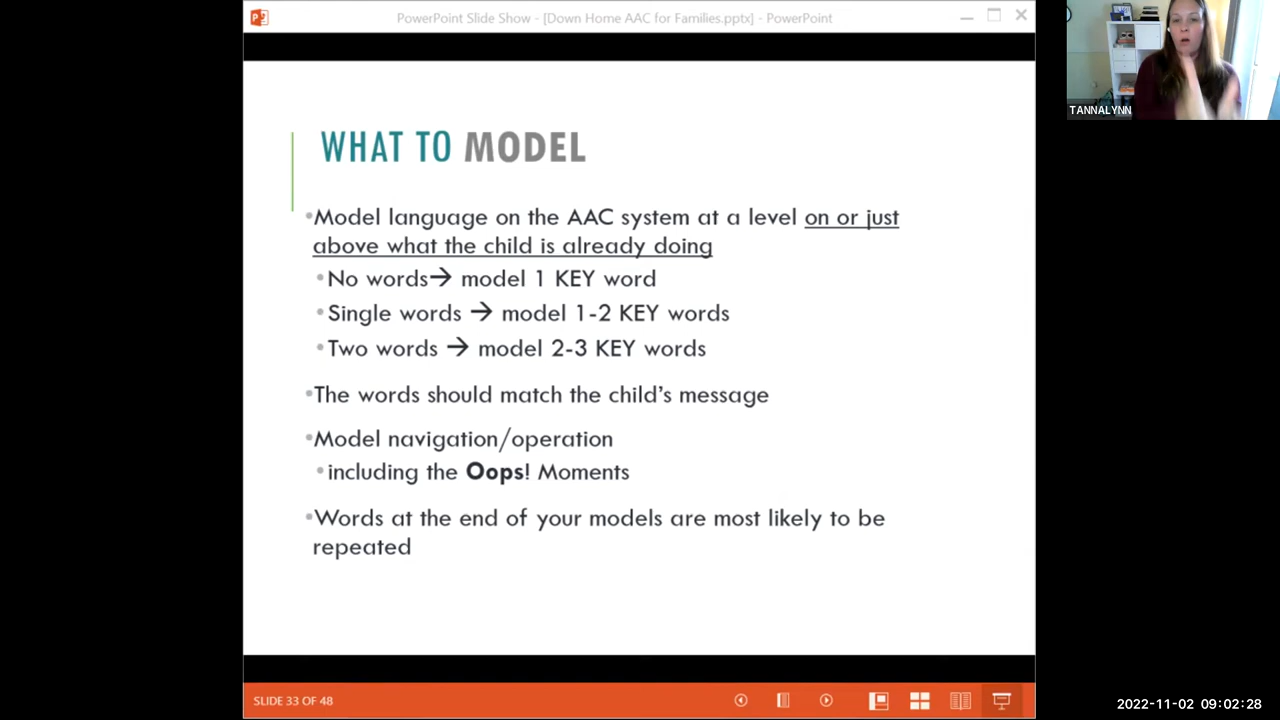 PowerPoint Slide Show - [Down Home AAC for Families.pptx] - PowerPoint
TANNALYNN
WHAT TO MODEL
•Model language on the AAC system at a level on or just
above what the child is already doing
•No words→ model 1 KEY word
•Single words → model 1-2 KEY words
•Two words → model 2-3 KEY words
•The words should match the child's message
•Model navigation/operation
•including the Oops! Moments
•Words at the end of your models are most likely to be
repeated
SLIDE 33 OF 48
2022-11-02 09:02:28